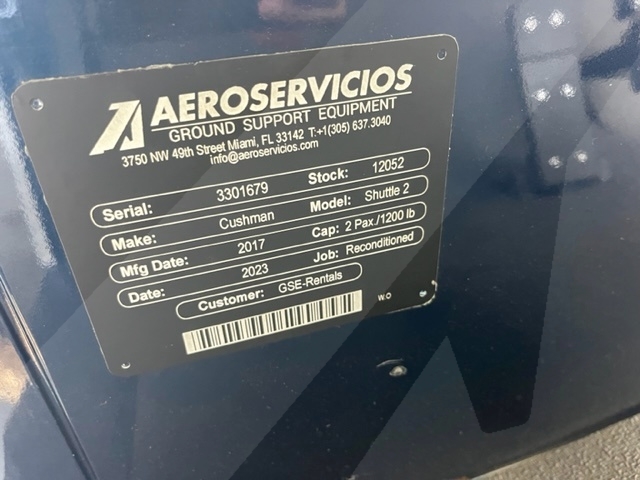 AEROSERVICIOS
GROUND SUPPORT EQUIPMENT
3750 NW 49th Street Miami, FL 33142 T:+1(305) 637.3040
info@aeroservicios.com
Serial: 3301679 Stock: 12052
Make: Cushman Model: Shuttle 2
Mfg Date: 2017 Cap: 2 Pax./1200 lb
Date: 2023 Job: Reconditioned
Customer: GSE-Rentals
W.O